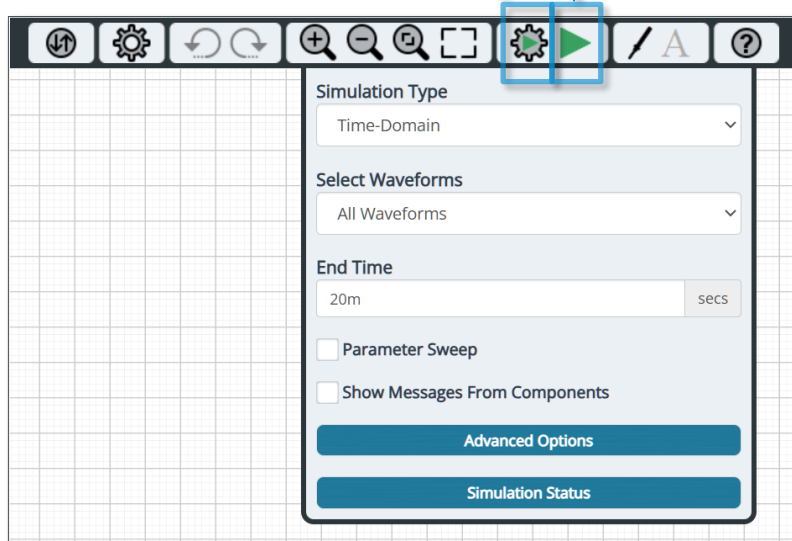 A
?
Simulation Type
Time-Domain
Select Waveforms
All Waveforms
End Time
20m secs
Parameter Sweep
Show Messages From Components
Advanced Options
Simulation Status